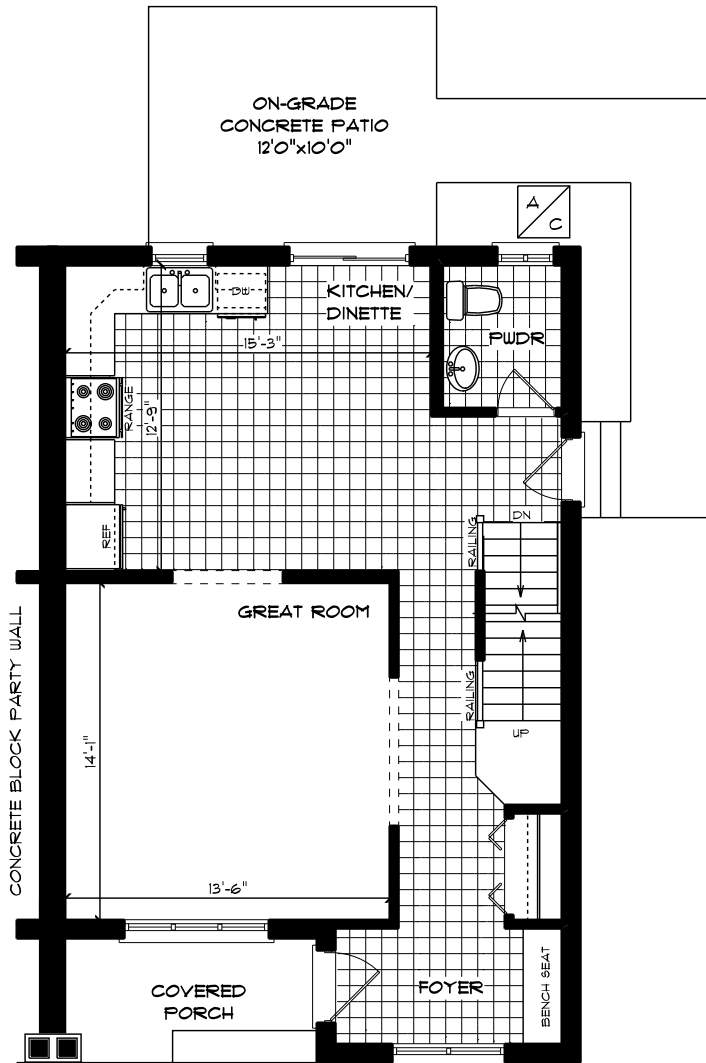 ON-GRADE
CONCRETE PATIO
12'0"x10'0"
A
C
DW
KITCHEN/
DINETTE
PWDR
15'-3"
RANGE
12'-9"
REF
DN
RAILING
GREAT ROOM
CONCRETE BLOCK PARTY WALL
RAILING
UP
14'-1"
13'-6"
COVERED
PORCH
FOYER
BENCH SEAT